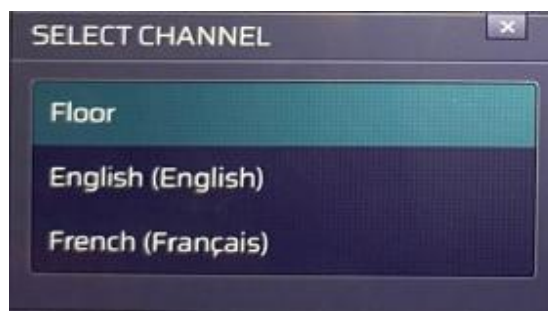 SELECT CHANNEL
Floor
English (English)
French (Français)